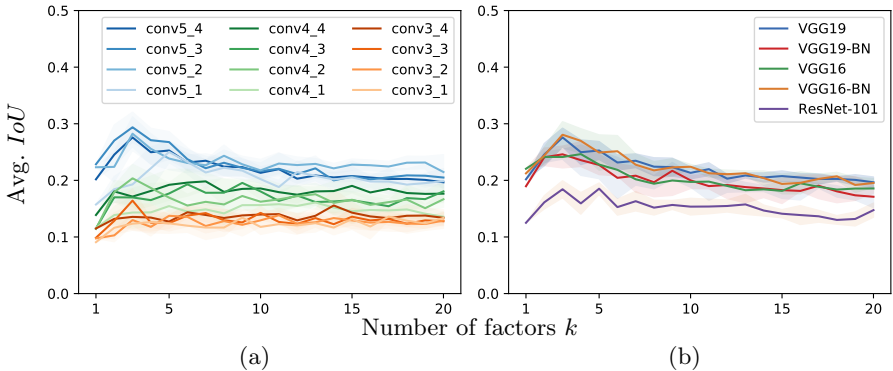 Avg. IoU
0.5
0.4
0.3
0.2
0.1
0.0
conv5_4 conv4_4 conv3_4
conv5_3 conv4_3 conv3_3
conv5_2 conv4_2 conv3_2
conv5_1 conv4_1 conv3_1
1 5 10 15 20
0.5
0.4
0.3
0.2
0.1
0.0
VGG19
VGG19-BN
VGG16
VGG16-BN
ResNet-101
1 5 10 15 20
Number of factors k
(a) (b)